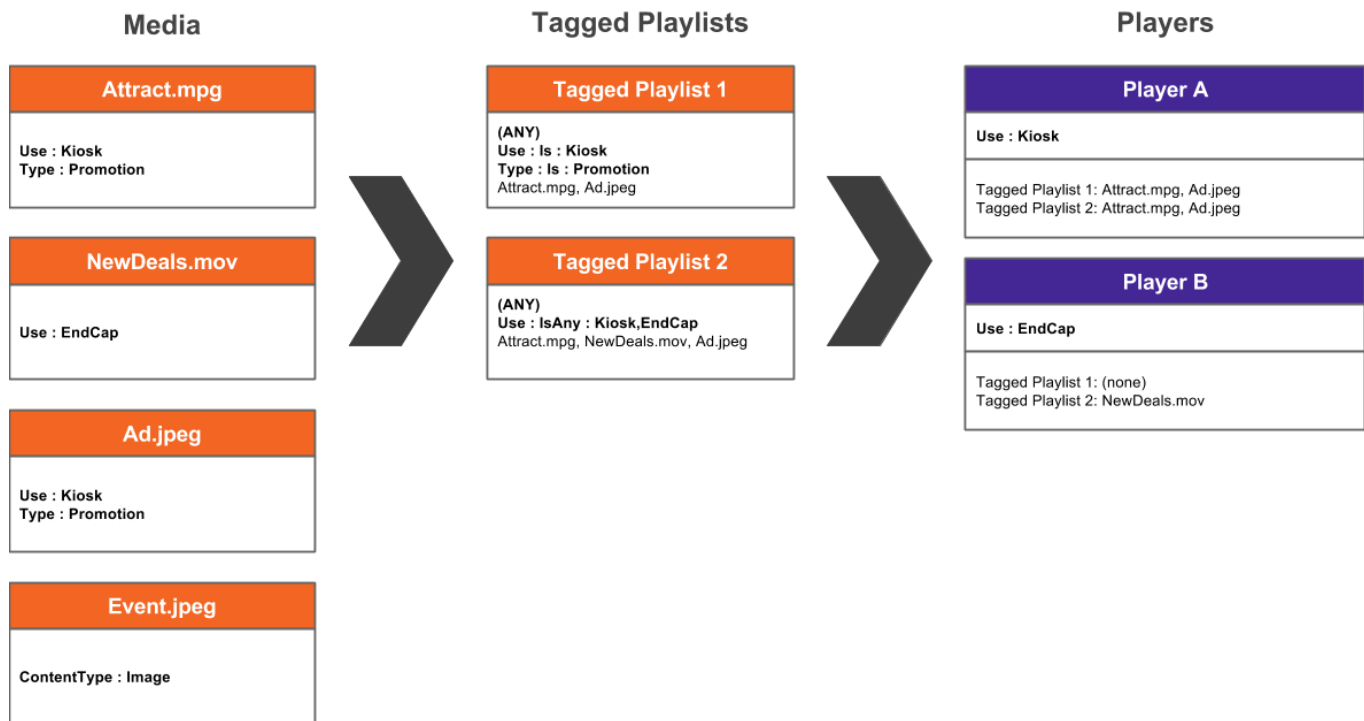 Media
Attract.mpg
Use : Kiosk
Type : Promotion
NewDeals.mov
Use : EndCap
Ad.jpeg
Use : Kiosk
Type : Promotion
Event.jpeg
ContentType : Image
Tagged Playlists
Tagged Playlist 1
(ANY)
Use : Is : Kiosk
Type : Is : Promotion
Attract.mpg, Ad.jpeg
Tagged Playlist 2
(ANY)
Use : IsAny : Kiosk,EndCap
Attract.mpg, NewDeals.mov, Ad.jpeg
Players
Player A
Use : Kiosk
Tagged Playlist 1: Attract.mpg, Ad.jpeg
Tagged Playlist 2: Attract.mpg, Ad.jpeg
Player B
Use : EndCap
Tagged Playlist 1: (none)
Tagged Playlist 2: NewDeals.mov